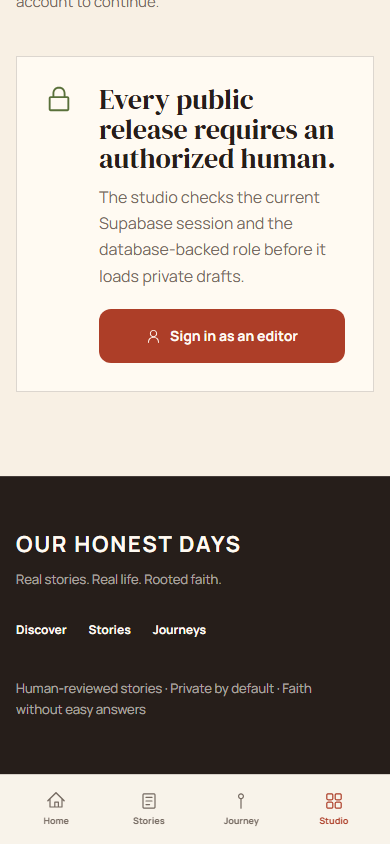 account to continue.
Every public
release requires an
authorized human.
The studio checks the current
Supabase session and the
database-backed role before it
loads private drafts.
Sign in as an editor
OUR HONEST DAYS
Real stories. Real life. Rooted faith.
Discover Stories Journeys
Human-reviewed stories · Private by default · Faith
without easy answers
Home Stories Journey Studio